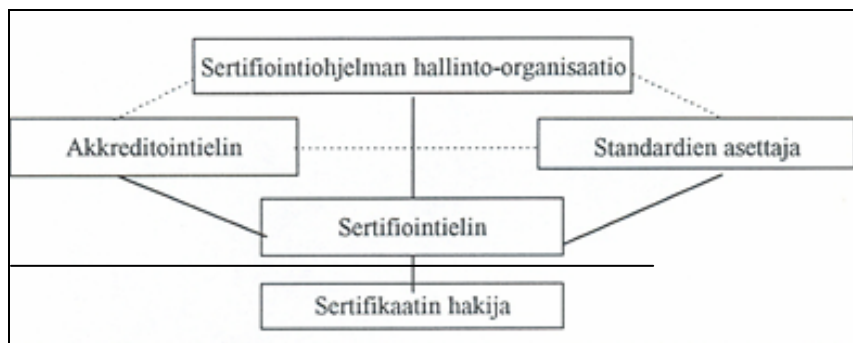 Sertifiointiohjelman hallinto-organisaatio
Akkreditointielin
Standardien asettaja
Sertifiointielin
Sertifikaatin hakija